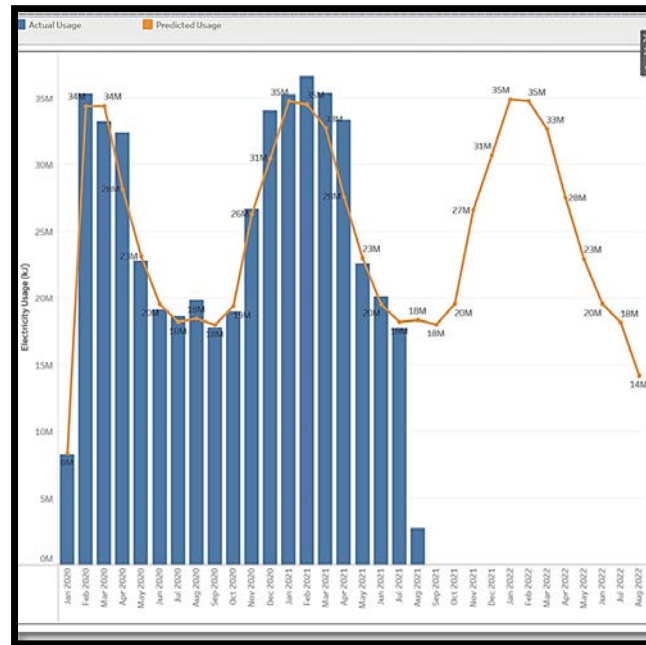 Actual Usage
Predicted Usage
Electricity Usage (kJ)
35M
30M
25M
20M
15M
10M
5M
0M
8M
34M
34M
28M
23M
20M
18M
18M
18M
19M
26M
31M
35M
35M
33M
28M
23M
20M
18M
18M
18M
20M
27M
31M
35M
35M
33M
28M
23M
20M
18M
14M
Jan 2020
Feb 2020
Mar 2020
Apr 2020
May 2020
Jun 2020
Jul 2020
Aug 2020
Sep 2020
Oct 2020
Nov 2020
Dec 2020
Jan 2021
Feb 2021
Mar 2021
Apr 2021
May 2021
Jun 2021
Jul 2021
Aug 2021
Sep 2021
Oct 2021
Nov 2021
Dec 2021
Jan 2022
Feb 2022
Mar 2022
Apr 2022
May 2022
Jun 2022
Jul 2022
Aug 2022